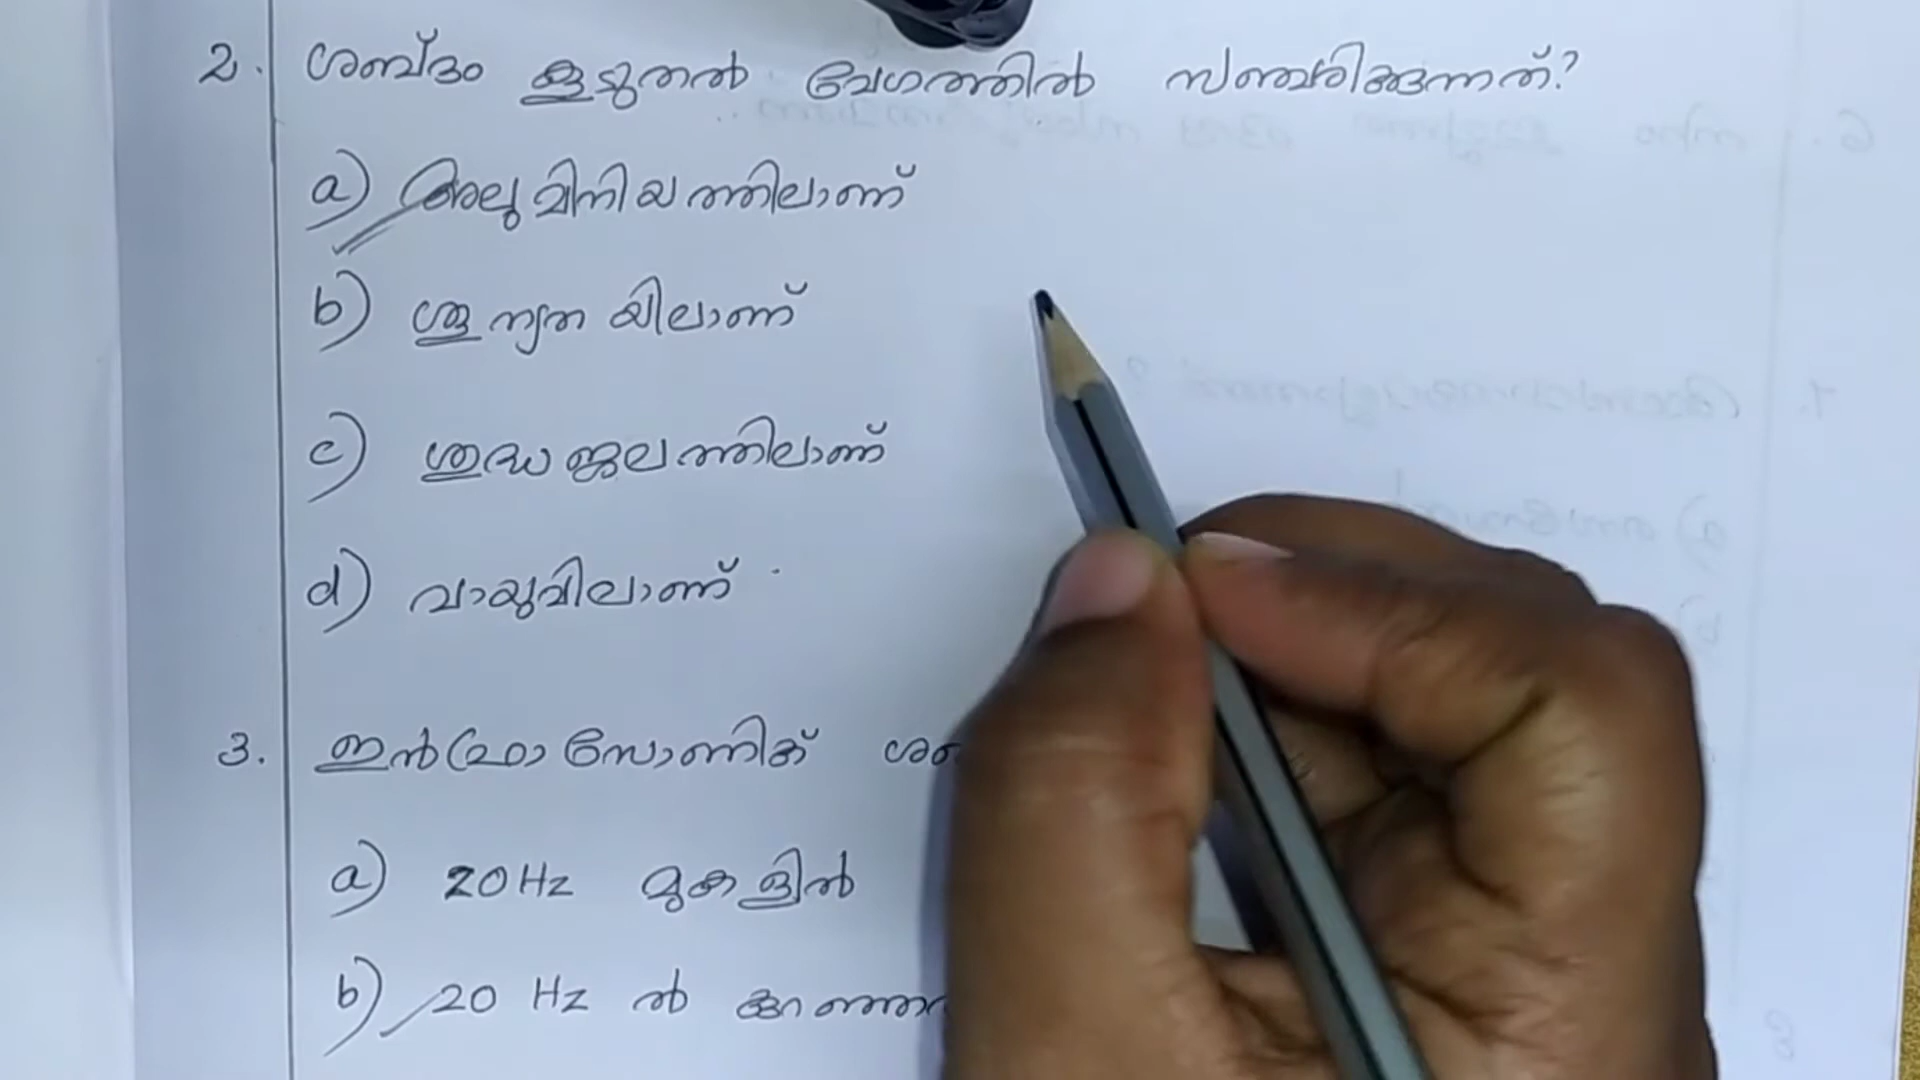 2. ശബ്ദം കൂടുതൽ വേഗത്തിൽ സഞ്ചരിക്കുന്നത്?
a) അലുമിനിയത്തിലാണ്
b) ശൂന്യതയിലാണ്
c) ശുദ്ധജലത്തിലാണ്
d) വായുവിലാണ്
3. ഇൻഫ്രാസോണിക്
a) 20Hz മുകളിൽ
b) 20 Hz ൽ